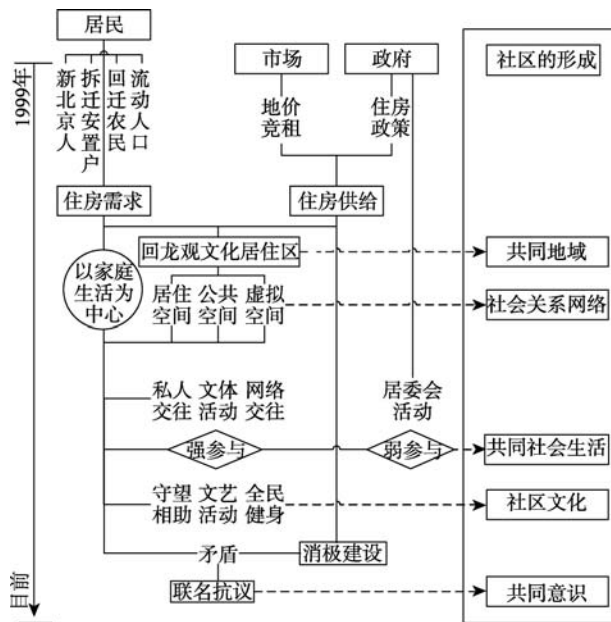 居民
市场
政府
社区的形成
1999年
新北京人
拆迁安置户
回迁农民
流动人口
地价
竞租
住房
政策
住房需求
住房供给
回龙观文化居住区
共同地域
以家庭
生活为
中心
居住 公共 虚拟
空间 空间 空间
社会关系网络
私人 文体 网络
交往 活动 交往
居委会
活动
强参与
弱参与
共同社会生活
守望 文艺 全民
相助 活动 健身
社区文化
矛盾
消极建设
联名抗议
共同意识
目前